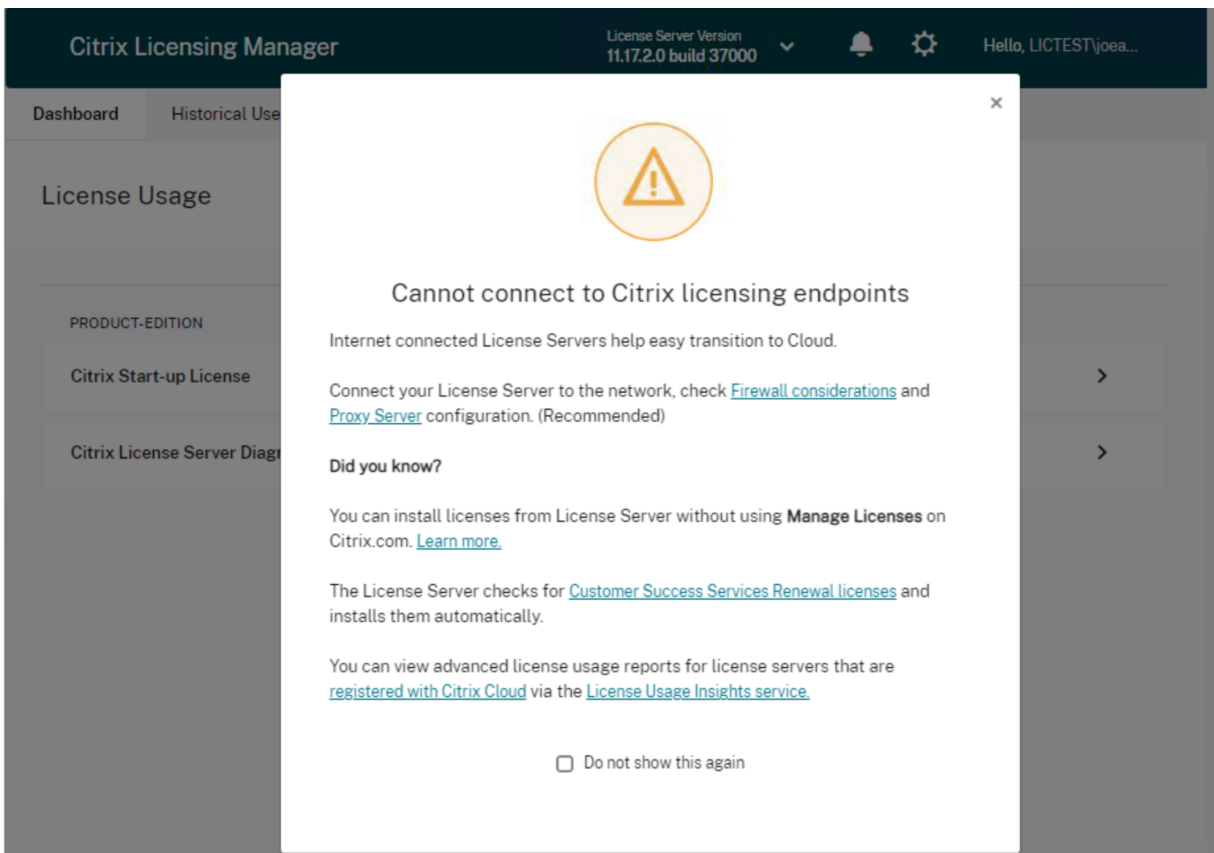 Citrix Licensing Manager
License Server Version
11.17.2.0 build 37000
Hello, LICTEST\joea...
Dashboard
Historical Use
License Usage
PRODUCT-EDITION
Citrix Start-up License
Citrix License Server Diagr
×
Cannot connect to Citrix licensing endpoints
Internet connected License Servers help easy transition to Cloud.
Connect your License Server to the network, check Firewall considerations and
Proxy Server configuration. (Recommended)
Did you know?
You can install licenses from License Server without using Manage Licenses on
Citrix.com. Learn more.
The License Server checks for Customer Success Services Renewal licenses and
installs them automatically.
You can view advanced license usage reports for license servers that are
registered with Citrix Cloud via the License Usage Insights service.
Do not show this again